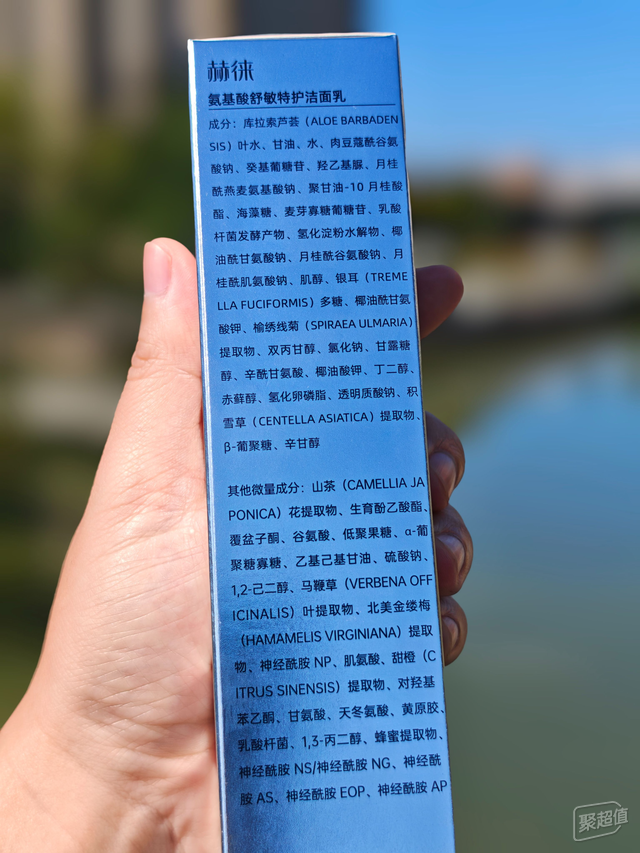 赫徕
氨基酸舒敏特护洁面乳
成分：库拉索芦荟（ALOE BARBADEN
SIS）叶水、甘油、水、肉豆蔻酰谷氨
酸钠、癸基葡糖苷、羟乙基脲、月桂
酰燕麦氨基酸钠、聚甘油-10 月桂酸
酯、海藻糖、麦芽寡糖葡糖苷、乳酸
杆菌发酵产物、氢化淀粉水解物、椰
油酰甘氨酸钠、月桂酰谷氨酸钠、月
桂酰肌氨酸钠、肌醇、银耳（TREME
LLA FUCIFORMIS）多糖、椰油酰甘氨
酸钾、榆绣线菊（SPIRAEA ULMARIA）
提取物、双丙甘醇、氯化钠、甘露糖
醇、辛酰甘氨酸、椰油酸钾、丁二醇、
赤藓醇、氢化卵磷脂、透明质酸钠、积
雪草（CENTELLA ASIATICA）提取物、
β-葡聚糖、辛甘醇
其他微量成分：山茶（CAMELLIA JA
PONICA）花提取物、生育酚乙酸酯、
覆盆子酮、谷氨酸、低聚果糖、α-葡
聚糖寡糖、乙基己基甘油、硫酸钠、
1,2-己二醇、马鞭草（VERBENA OFF
ICINALIS）叶提取物、北美金缕梅
（HAMAMELIS VIRGINIANA）提取
物、神经酰胺 NP、肌氨酸、甜橙（C
ITRUS SINENSIS）提取物、对羟基
苯乙酮、甘氨酸、天冬氨酸、黄原胶、
乳酸杆菌、1,3-丙二醇、蜂蜜提取物、
神经酰胺 NS/神经酰胺 NG、神经酰
胺 AS、神经酰胺 EOP、神经酰胺 AP
聚超值